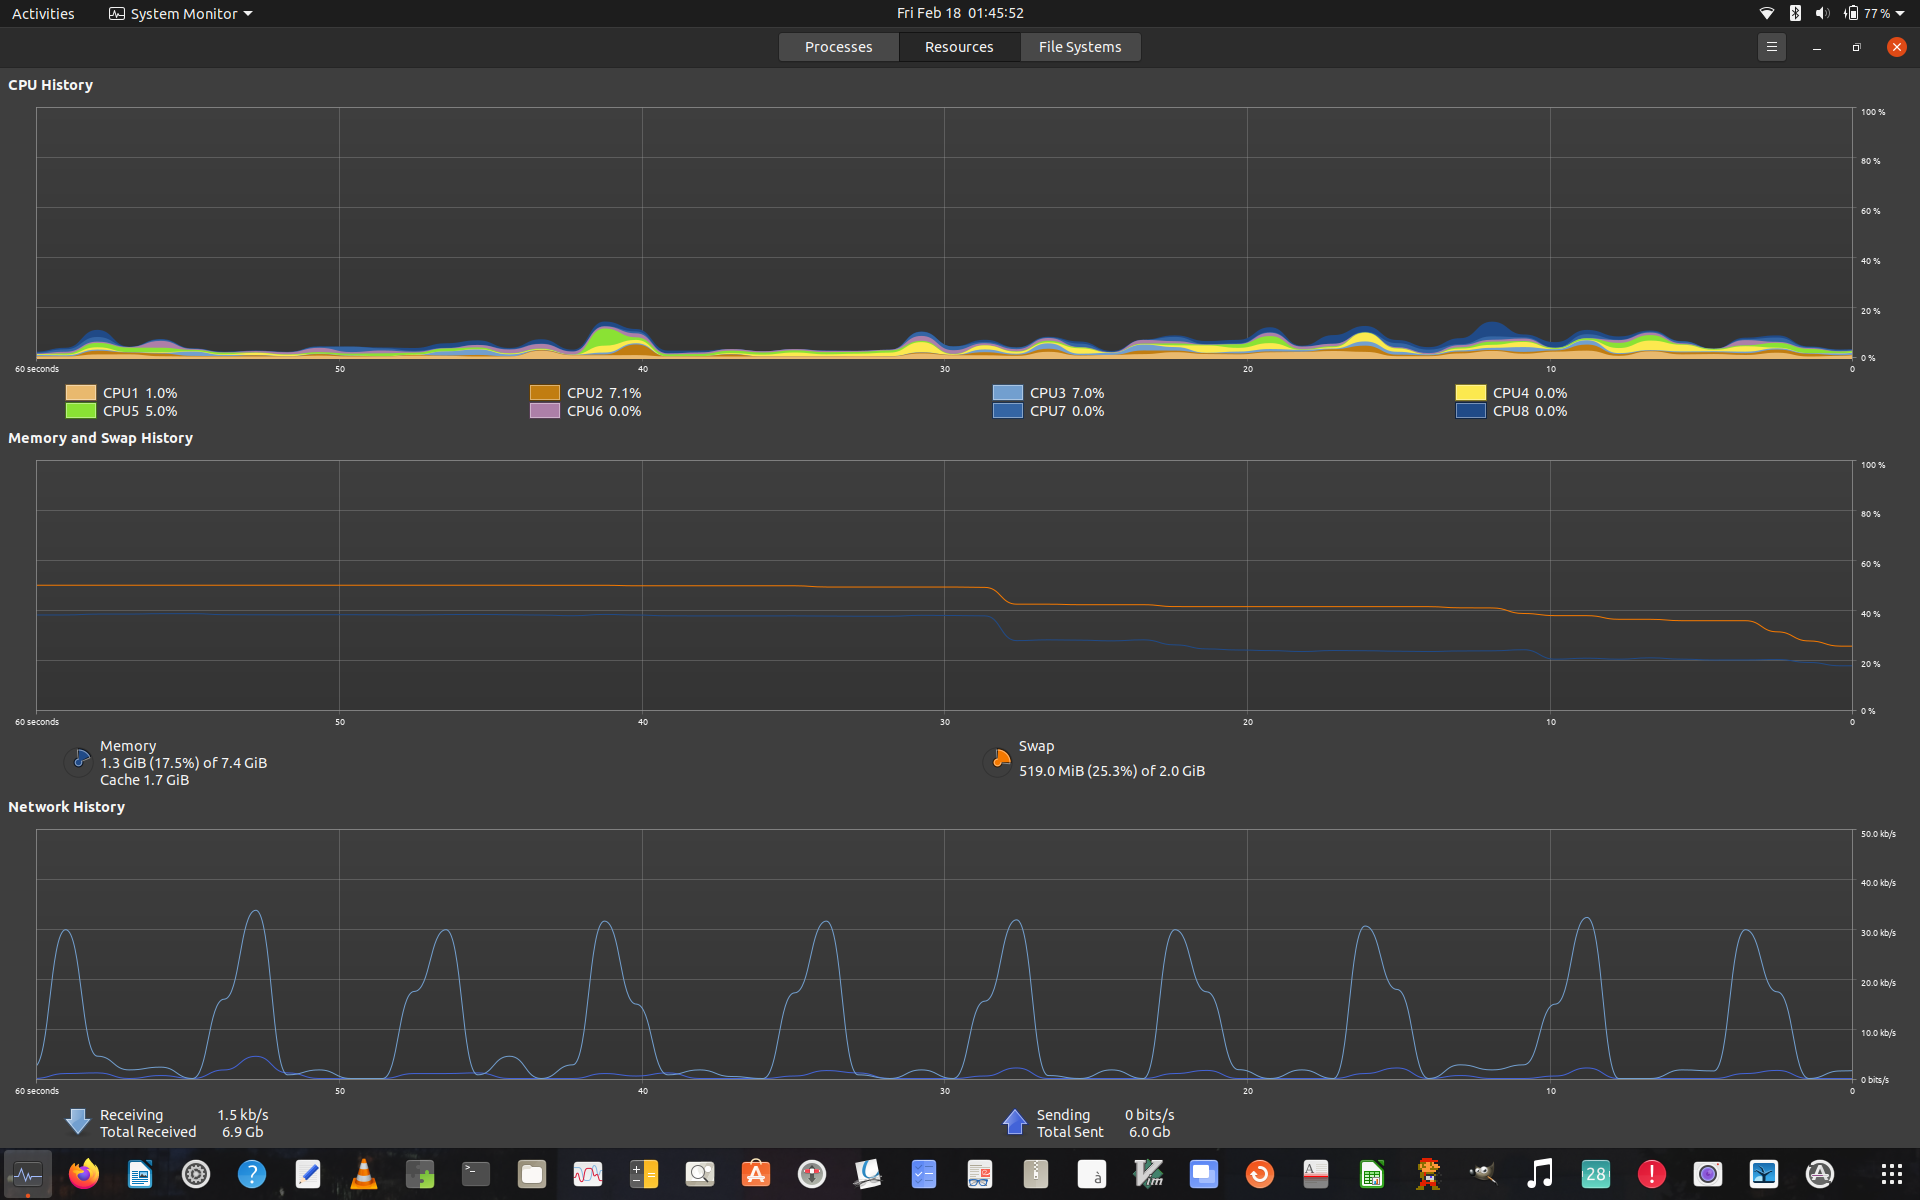 Activities
System Monitor
Fri Feb 18 01:45:52
77 %
Processes
Resources
File Systems
CPU History
100 %
80 %
60 %
40 %
20 %
0 %
60 seconds 50 40 30 20 10 0
CPU1 1.0% CPU2 7.1% CPU3 7.0% CPU4 0.0%
CPU5 5.0% CPU6 0.0% CPU7 0.0% CPU8 0.0%
Memory and Swap History
100 %
80 %
60 %
40 %
20 %
0 %
60 seconds 50 40 30 20 10 0
Memory
1.3 GiB (17.5%) of 7.4 GiB
Cache 1.7 GiB
Swap
519.0 MiB (25.3%) of 2.0 GiB
Network History
50.0 kb/s
40.0 kb/s
30.0 kb/s
20.0 kb/s
10.0 kb/s
0 bits/s
60 seconds 50 40 30 20 10 0
Receiving 1.5 kb/s
Total Received 6.9 Gb
Sending 0 bits/s
Total Sent 6.0 Gb
?
>_
à
Vim
A
28
!